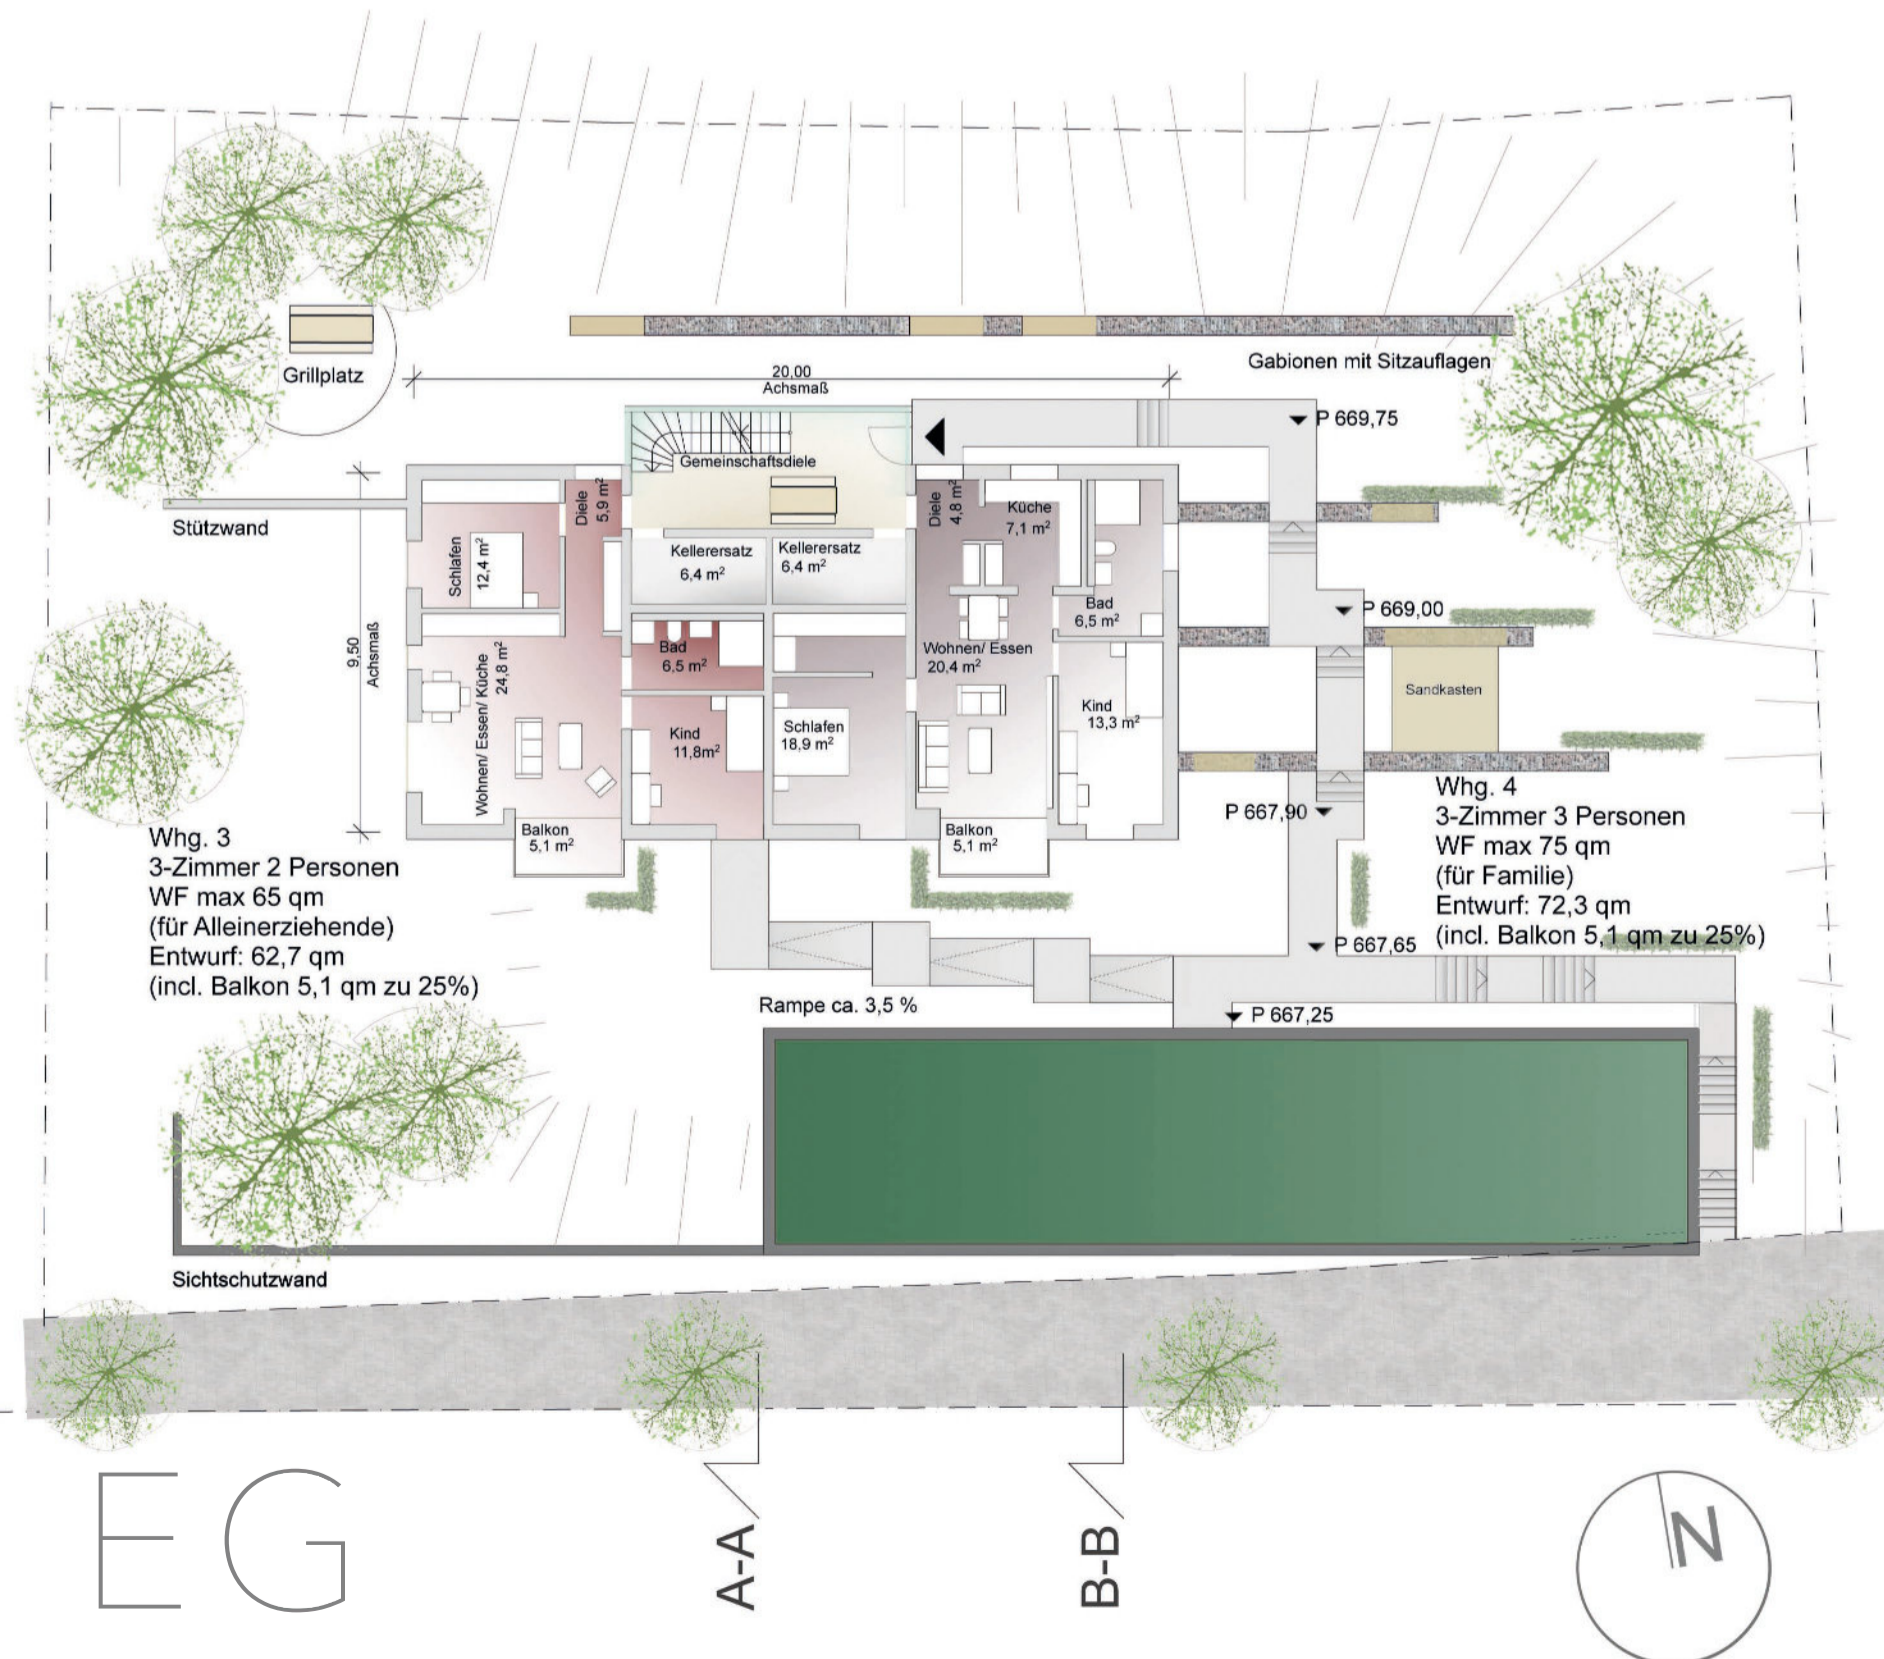 20,00
Achsmaß
Grillplatz
Gabionen mit Sitzauflagen
P 669,75
Gemeinschaftsdiele
Diele
5,9 m²
Diele
4,8 m²
Küche
7,1 m²
Stützwand
Schlafen
12,4 m²
Kellerersatz
6,4 m²
Kellerersatz
6,4 m²
Bad
6,5 m²
P 669,00
9,50
Achsmaß
Wohnen/ Essen/ Küche
24,8 m²
Bad
6,5 m²
Wohnen/ Essen
20,4 m²
Sandkasten
Kind
11,8m²
Schlafen
18,9 m²
Kind
13,3 m²
Balkon
5,1 m²
Balkon
5,1 m²
P 667,90
Whg. 3
3-Zimmer 2 Personen
WF max 65 qm
(für Alleinerziehende)
Entwurf: 62,7 qm
(incl. Balkon 5,1 qm zu 25%)
Whg. 4
3-Zimmer 3 Personen
WF max 75 qm
(für Familie)
Entwurf: 72,3 qm
(incl. Balkon 5,1 qm zu 25%)
P 667,65
Rampe ca. 3,5 %
P 667,25
Sichtschutzwand
EG
A-A
B-B
N